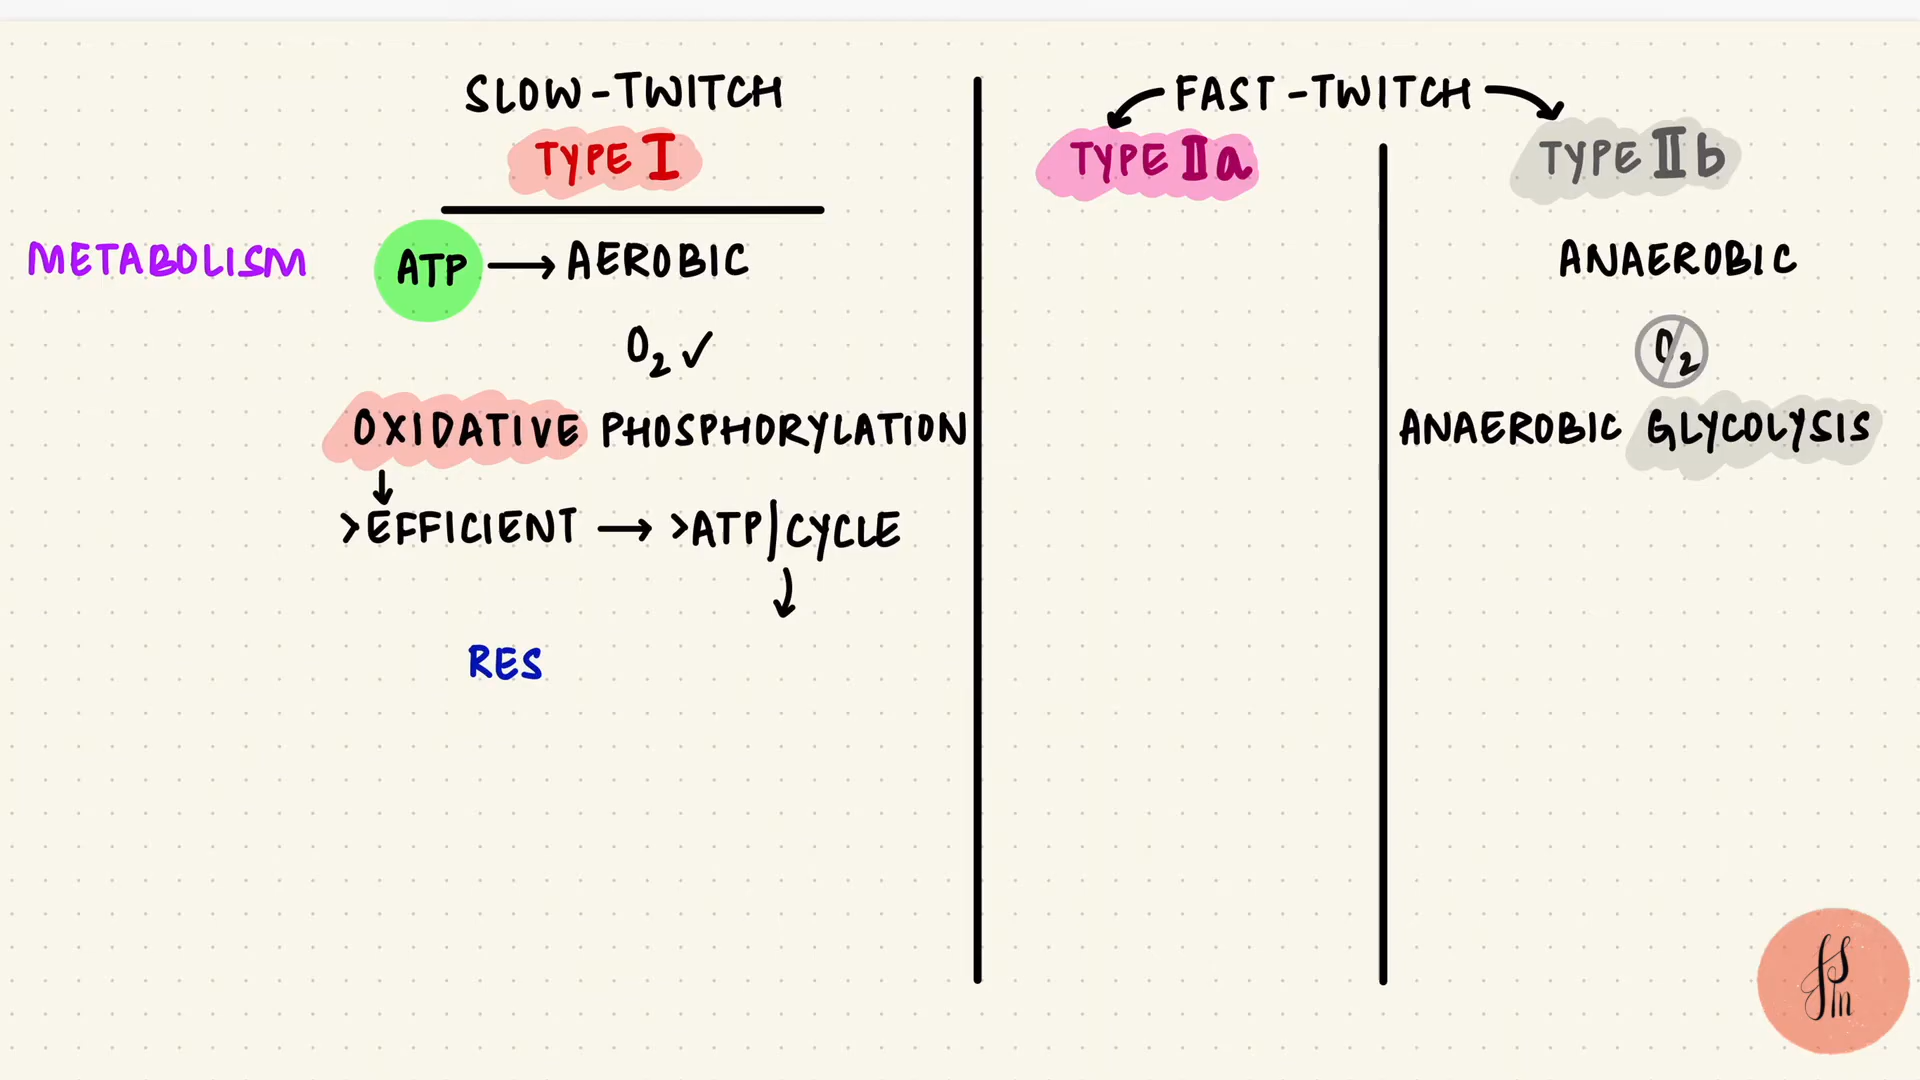 SLOW-TWITCH
TYPE I
FAST-TWITCH
TYPE IIa
TYPE IIb
METABOLISM
ATP → AEROBIC
O₂ ✓
OXIDATIVE PHOSPHORYLATION
>EFFICIENT → >ATP/CYCLE
RES
ANAEROBIC
O₂
ANAEROBIC GLYCOLYSIS